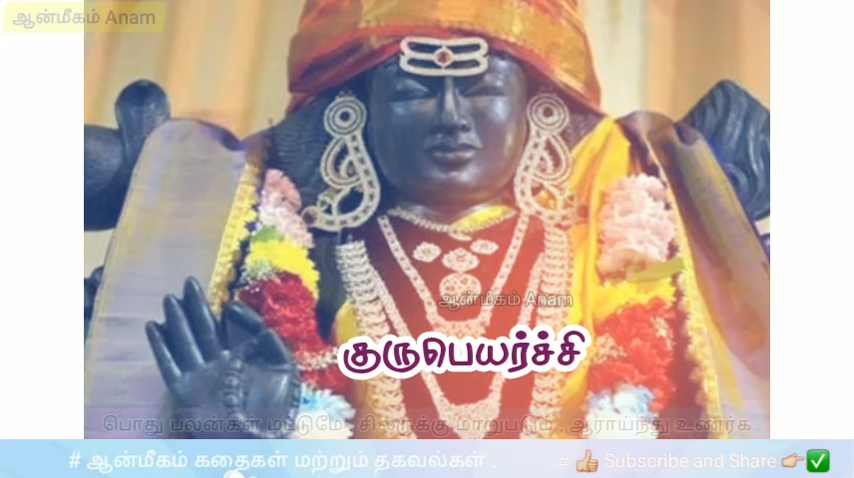 ஆன்மீகம் Anam
ஆன்மீகம் Anam
குருபெயர்ச்சி
பொது பலன்கள் மட்டுமே. சிலருக்கு மாறுபடும். ஆராய்ந்து உணர்க
# ஆன்மீகம் கதைகள் மற்றும் தகவல்கள் . # 👍 Subscribe and Share 👉✅